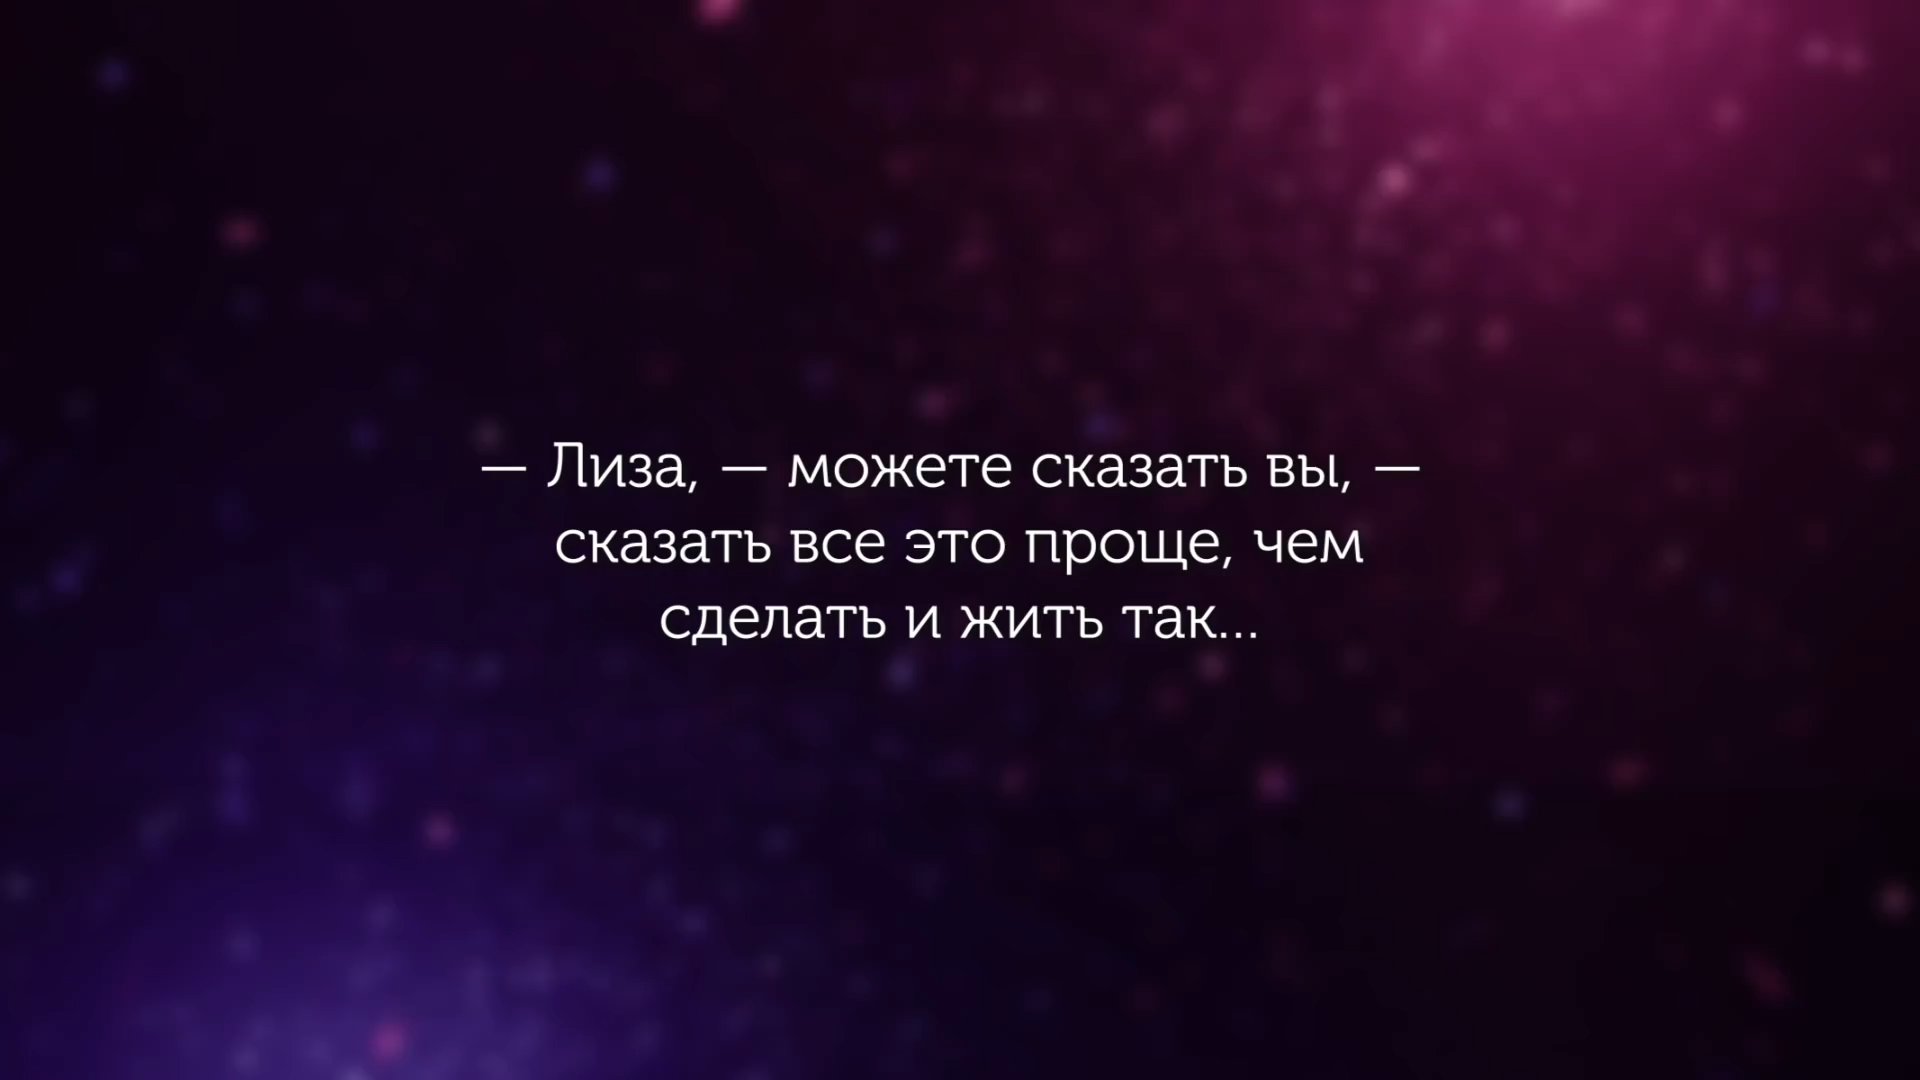 — Лиза, — можете сказать вы, —
сказать все это проще, чем
сделать и жить так...